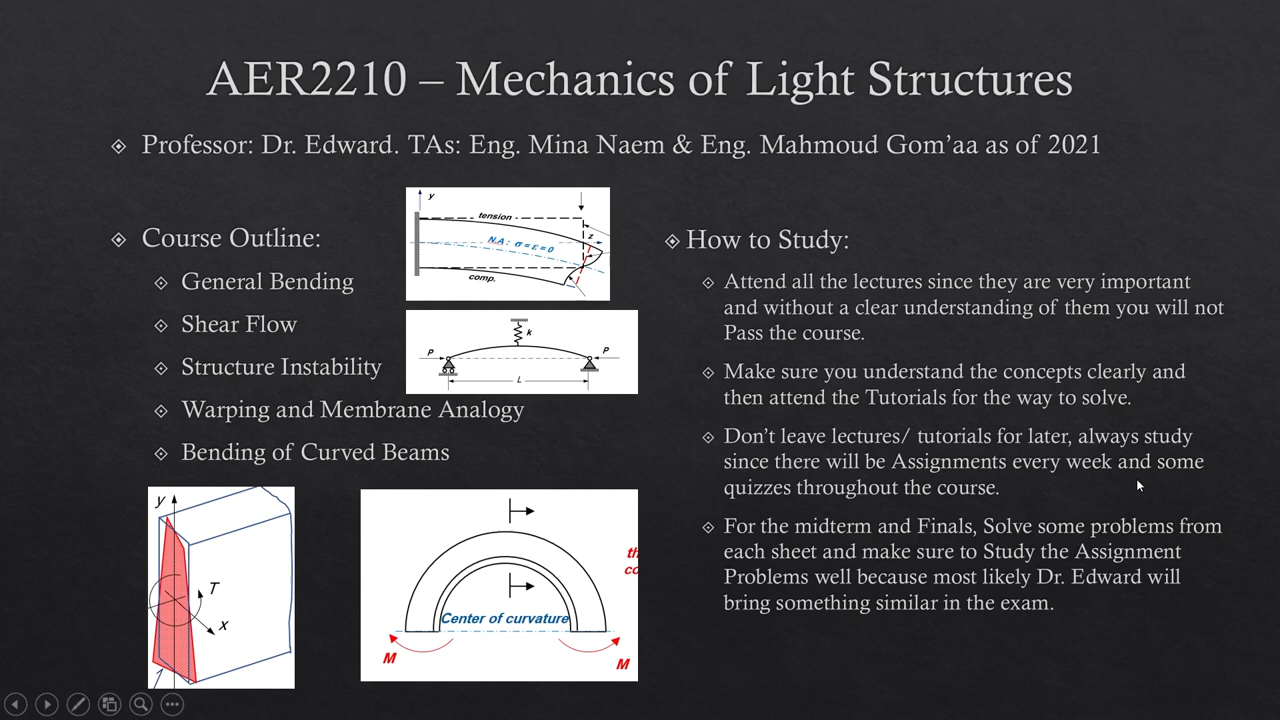 AER2210 – Mechanics of Light Structures
Professor: Dr. Edward. TAs: Eng. Mina Naem & Eng. Mahmoud Gom’aa as of 2021
Course Outline:
General Bending
Shear Flow
Structure Instability
Warping and Membrane Analogy
Bending of Curved Beams
y
tension
z
N.A : σ = ε = 0
comp.
k
P
P
L
y
T
x
th
co
Center of curvature
M
M
How to Study:
Attend all the lectures since they are very important
and without a clear understanding of them you will not
Pass the course.
Make sure you understand the concepts clearly and
then attend the Tutorials for the way to solve.
Don’t leave lectures/ tutorials for later, always study
since there will be Assignments every week and some
quizzes throughout the course.
For the midterm and Finals, Solve some problems from
each sheet and make sure to Study the Assignment
Problems well because most likely Dr. Edward will
bring something similar in the exam.